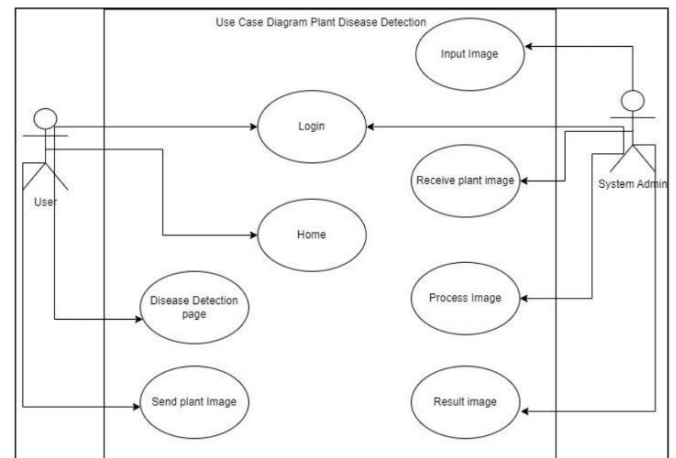 Use Case Diagram Plant Disease Detection
Input Image
Login
Receive plant image
System Admin
User
Home
Disease Detection
page
Process Image
Send plant Image
Result image